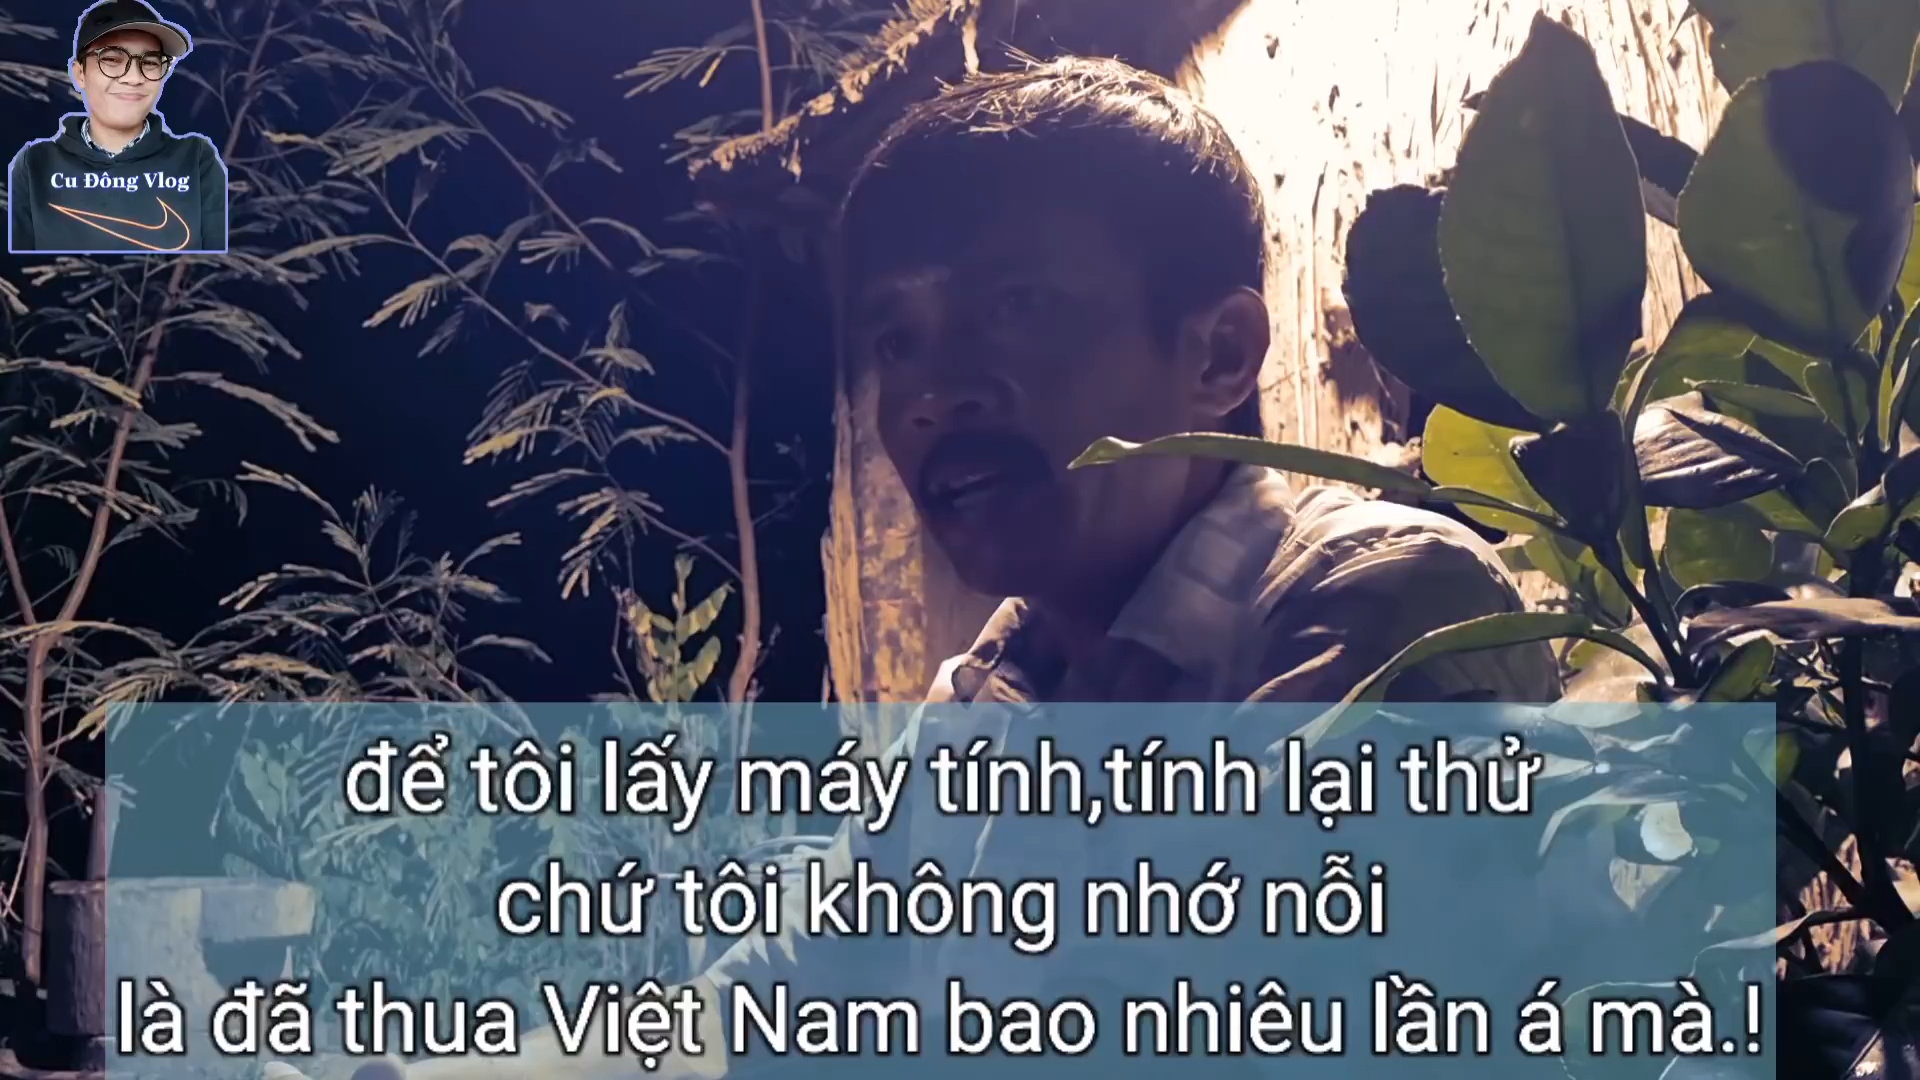 Cu Đông Vlog
để tôi lấy máy tính,tính lại thử
chứ tôi không nhớ nỗi
là đã thua Việt Nam bao nhiêu lần á mà.!